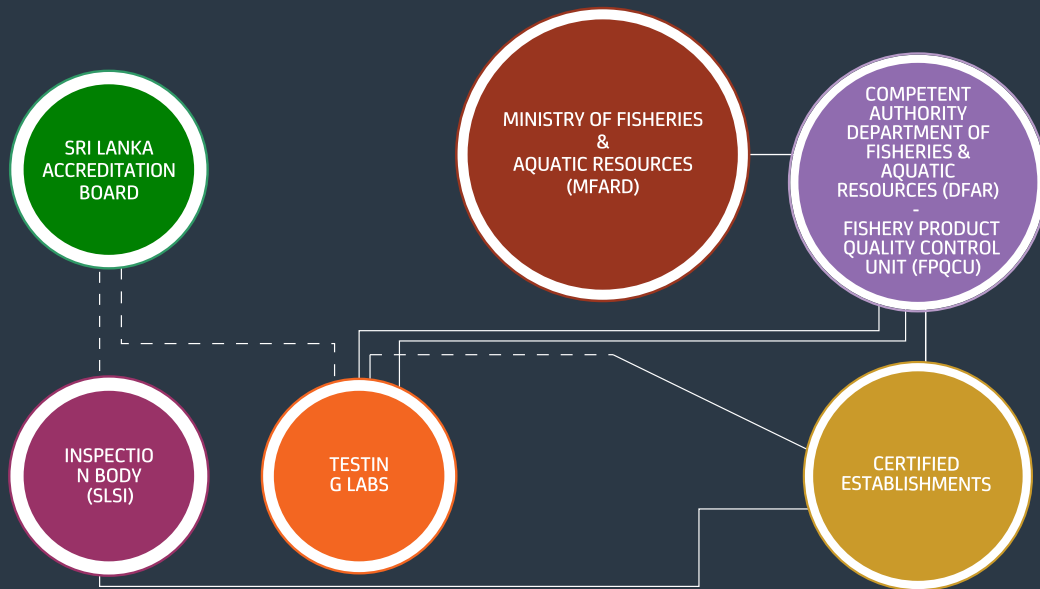 SRI LANKA
ACCREDITATION
BOARD
MINISTRY OF FISHERIES
&
AQUATIC RESOURCES
(MFARD)
COMPETENT
AUTHORITY
DEPARTMENT OF
FISHERIES &
AQUATIC
RESOURCES (DFAR)
-
FISHERY PRODUCT
QUALITY CONTROL
UNIT (FPQCU)
INSPECTIO
N BODY
(SLSI)
TESTIN
G LABS
CERTIFIED
ESTABLISHMENTS